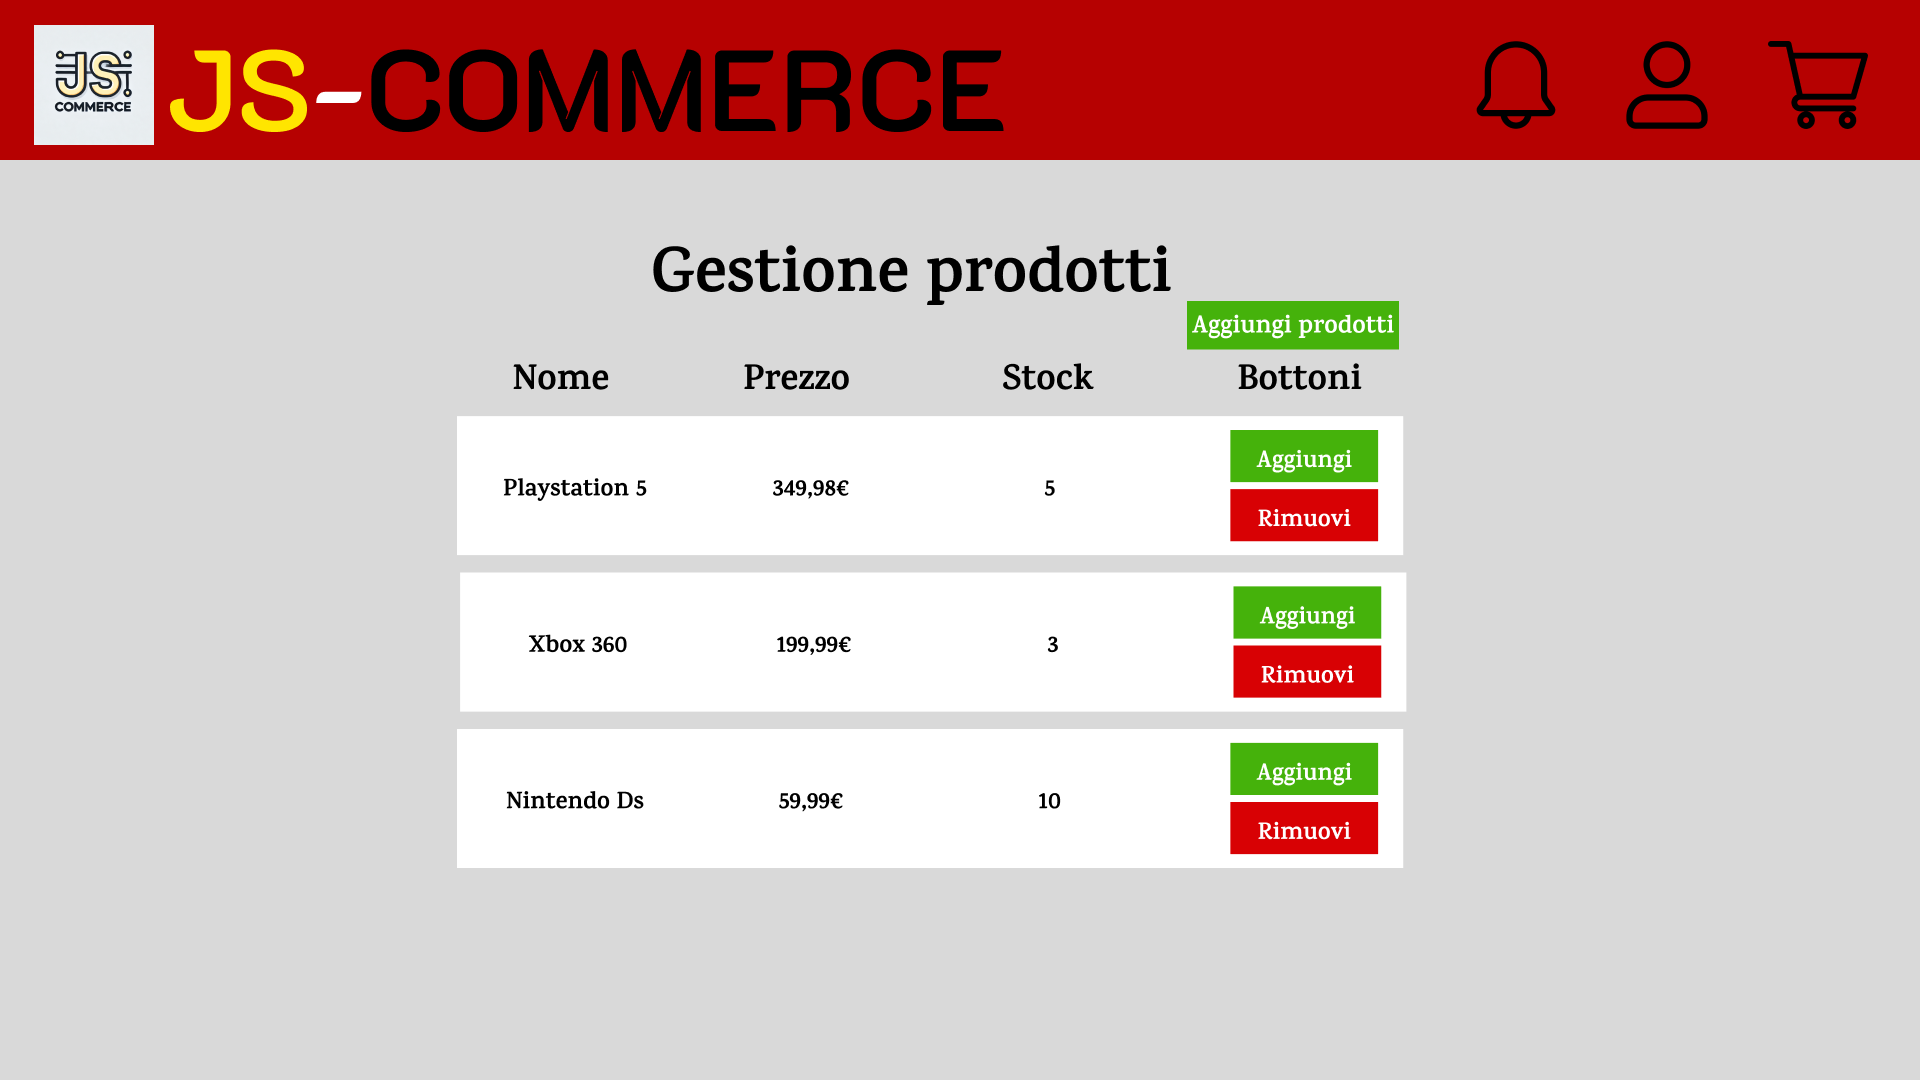 JS
COMMERCE
JS-COMMERCE
Gestione prodotti
Aggiungi prodotti
Nome Prezzo Stock Bottoni
Playstation 5 349,98€ 5 Aggiungi
Rimuovi
Xbox 360 199,99€ 3 Aggiungi
Rimuovi
Nintendo Ds 59,99€ 10 Aggiungi
Rimuovi